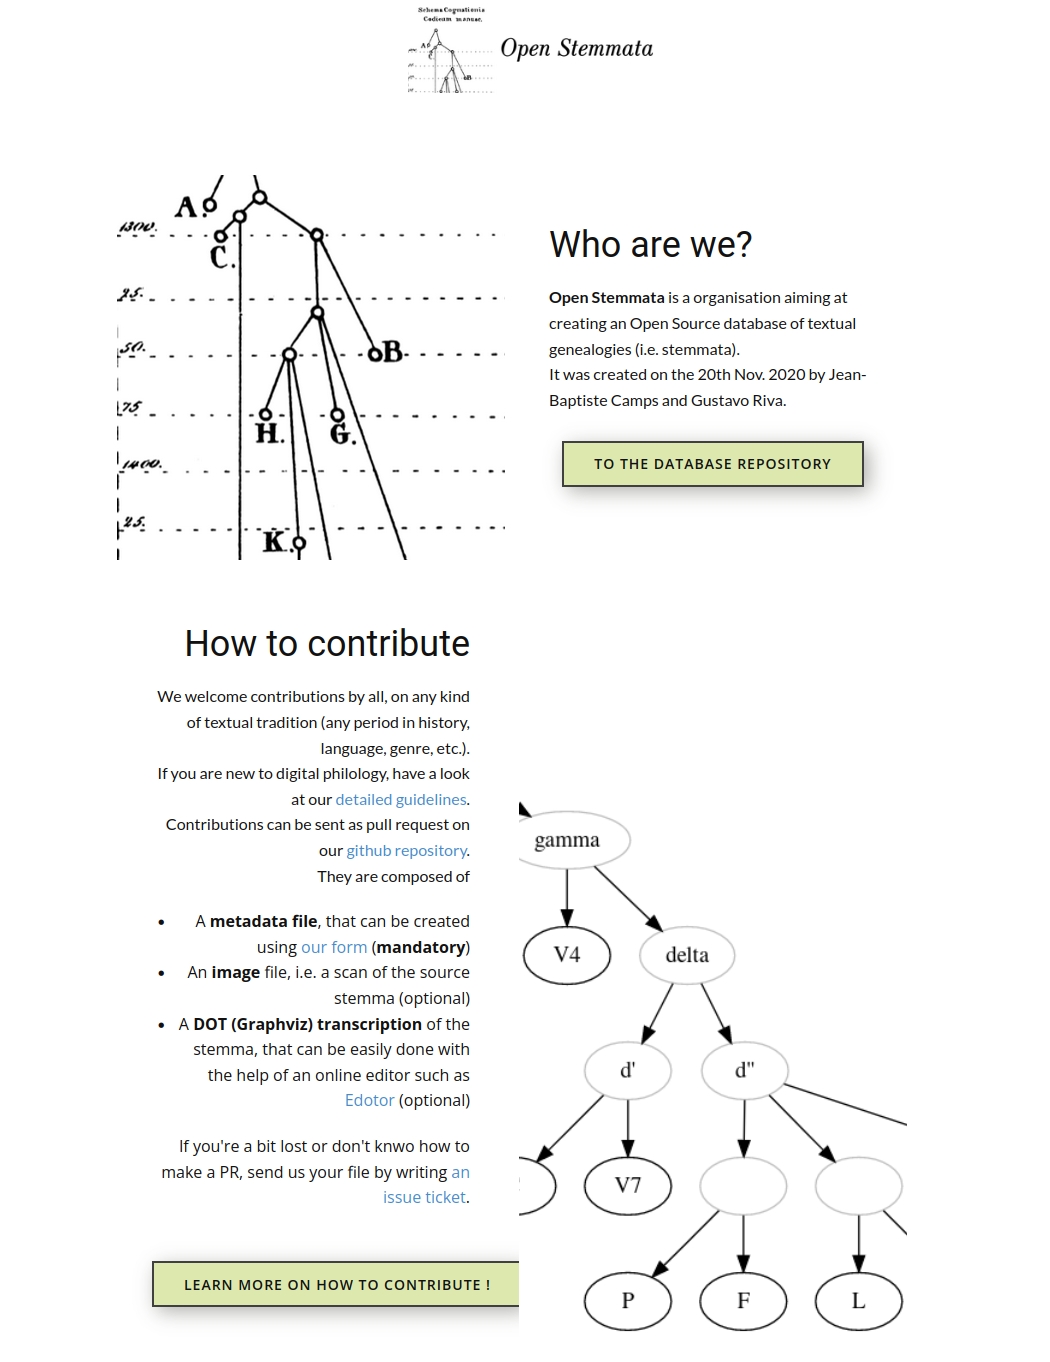 Schema Cognationis
Codicum manusc.
A
C.
B
Open Stemmata
A.
1300.
C.
25.
50.
B
75
H.
G.
1400.
25.
K.
Who are we?
Open Stemmata is a organisation aiming at
creating an Open Source database of textual
genealogies (i.e. stemmata).
It was created on the 20th Nov. 2020 by Jean-
Baptiste Camps and Gustavo Riva.
TO THE DATABASE REPOSITORY
How to contribute
We welcome contributions by all, on any kind
of textual tradition (any period in history,
language, genre, etc.).
If you are new to digital philology, have a look
at our detailed guidelines.
Contributions can be sent as pull request on
our github repository.
They are composed of
• A metadata file, that can be created
using our form (mandatory)
• An image file, i.e. a scan of the source
stemma (optional)
• A DOT (Graphviz) transcription of the
stemma, that can be easily done with
the help of an online editor such as
Edotor (optional)
If you're a bit lost or don't knwo how to
make a PR, send us your file by writing an
issue ticket.
LEARN MORE ON HOW TO CONTRIBUTE !
gamma
V4
delta
d'
d"
V7
P
F
L